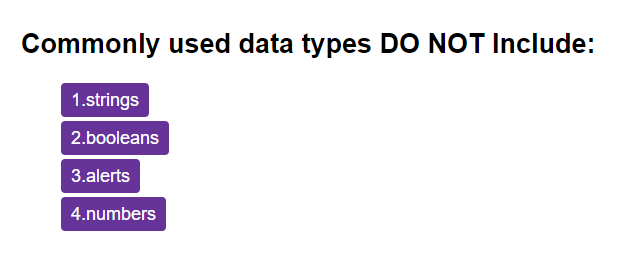 Commonly used data types DO NOT Include:
1.strings
2.booleans
3.alerts
4.numbers